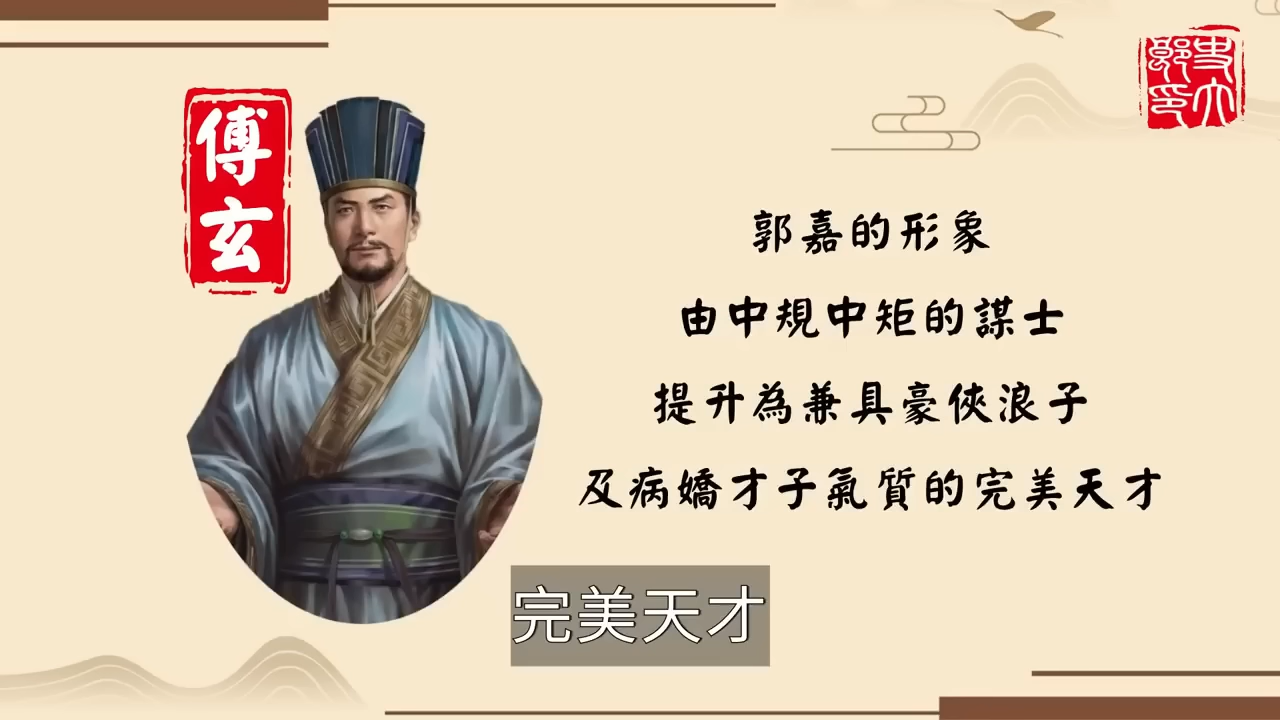 傅玄
郭嘉的形象
由中規中矩的謀士
提升為兼具豪俠浪子
及病嬌才子氣質的完美天才
完美天才